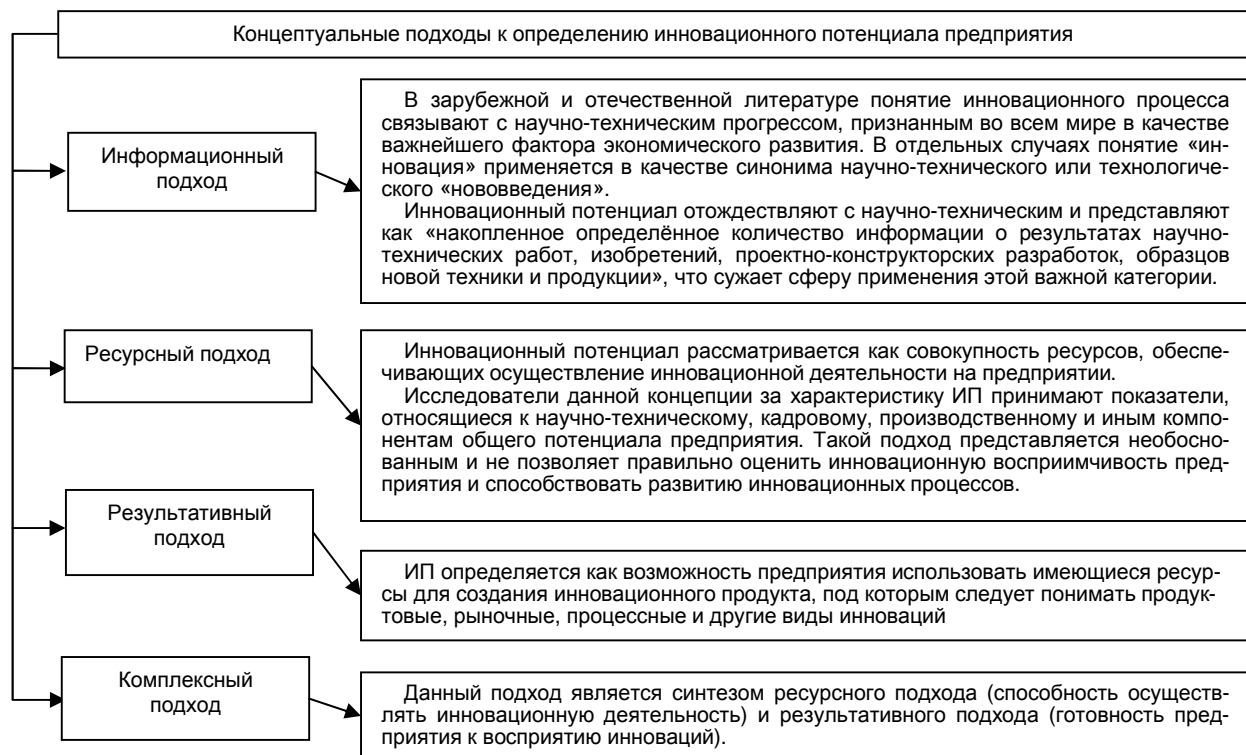 Концептуальные подходы к определению инновационного потенциала предприятия
Информационный
подход
В зарубежной и отечественной литературе понятие инновационного процесса
связывают с научно-техническим прогрессом, признанным во всем мире в качестве
важнейшего фактора экономического развития. В отдельных случаях понятие «ин-
новация» применяется в качестве синонима научно-технического или технологиче-
ского «нововведения».
Инновационный потенциал отождествляют с научно-техническим и представляют
как «накопленное определённое количество информации о результатах научно-
технических работ, изобретений, проектно-конструкторских разработок, образцов
новой техники и продукции», что сужает сферу применения этой важной категории.
Ресурсный подход
Инновационный потенциал рассматривается как совокупность ресурсов, обеспе-
чивающих осуществление инновационной деятельности на предприятии.
Исследователи данной концепции за характеристику ИП принимают показатели,
относящиеся к научно-техническому, кадровому, производственному и иным компо-
нентам общего потенциала предприятия. Такой подход представляется необосно-
ванным и не позволяет правильно оценить инновационную восприимчивость пред-
приятия и способствовать развитию инновационных процессов.
Результативный
подход
ИП определяется как возможность предприятия использовать имеющиеся ресур-
сы для создания инновационного продукта, под которым следует понимать продук-
товые, рыночные, процессные и другие виды инноваций
Комплексный
подход
Данный подход является синтезом ресурсного подхода (способность осуществ-
лять инновационную деятельность) и результативного подхода (готовность пред-
приятия к восприятию инноваций).